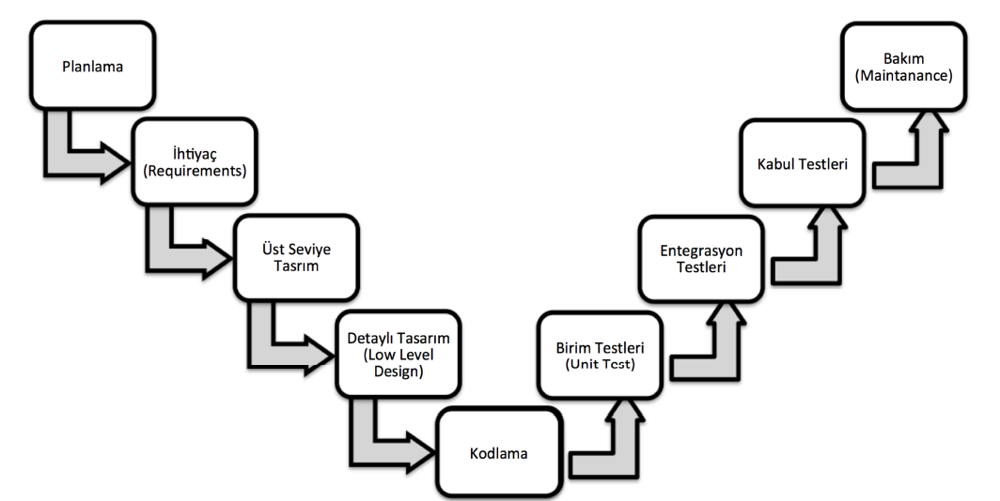 Planlama
İhtiyaç
(Requirements)
Üst Seviye
Tasrım
Detaylı Tasarım
(Low Level
Design)
Kodlama
Birim Testleri
(Unit Test)
Entegrasyon
Testleri
Kabul Testleri
Bakım
(Maintanance)